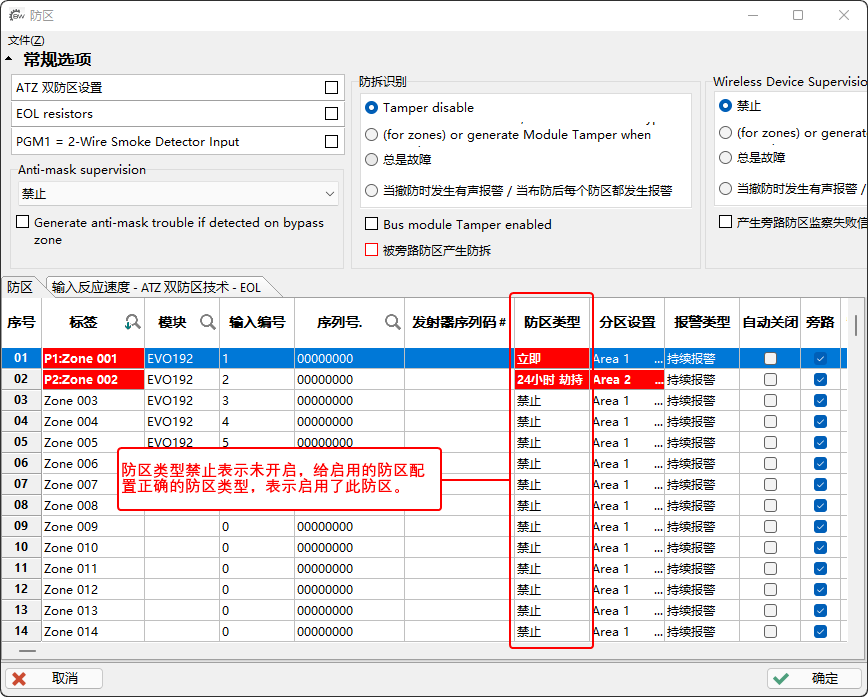 防区
文件(Z)
常规选项
ATZ 双防区设置
EOL resistors
PGM1 = 2-Wire Smoke Detector Input
Anti-mask supervision
禁止
Generate anti-mask trouble if detected on bypass
zone
防拆识别
Tamper disable
(for zones) or generate Module Tamper when
总是故障
当撤防时发生有声报警 / 当布防后每个防区都发生报警
Bus module Tamper enabled
被旁路防区产生防拆
Wireless Device Supervisio
禁止
(for zones) or generat
总是故障
当撤防时发生有声报警 /
产生旁路防区监察失败信
防区 输入反应速度 - ATZ 双防区技术 - EOL
序号 标签 模块 输入编号 序列号. 发射器序列码 # 防区类型 分区设置 报警类型 自动关闭 旁路
01 P1:Zone 001 EVO192 1 00000000 立即 Area 1 ... 持续报警
02 P2:Zone 002 EVO192 2 00000000 24小时 劫持 Area 2 ... 持续报警
03 Zone 003 EVO192 3 00000000 禁止 Area 1 ... 持续报警
04 Zone 004 EVO192 4 00000000 禁止 Area 1 ... 持续报警
05 Zone 005 EVO192 5 00000000 禁止 Area 1 ... 持续报警
06 Zone 006 禁止 Area 1 ... 持续报警
07 Zone 007 禁止 Area 1 ... 持续报警
08 Zone 008 禁止 Area 1 ... 持续报警
防区类型禁止表示未开启，给启用的防区配
置正确的防区类型，表示启用了此防区。
09 Zone 009 0 00000000 禁止 Area 1 ... 持续报警
10 Zone 010 0 00000000 禁止 Area 1 ... 持续报警
11 Zone 011 0 00000000 禁止 Area 1 ... 持续报警
12 Zone 012 0 00000000 禁止 Area 1 ... 持续报警
13 Zone 013 0 00000000 禁止 Area 1 ... 持续报警
14 Zone 014 0 00000000 禁止 Area 1 ... 持续报警
取消 确定